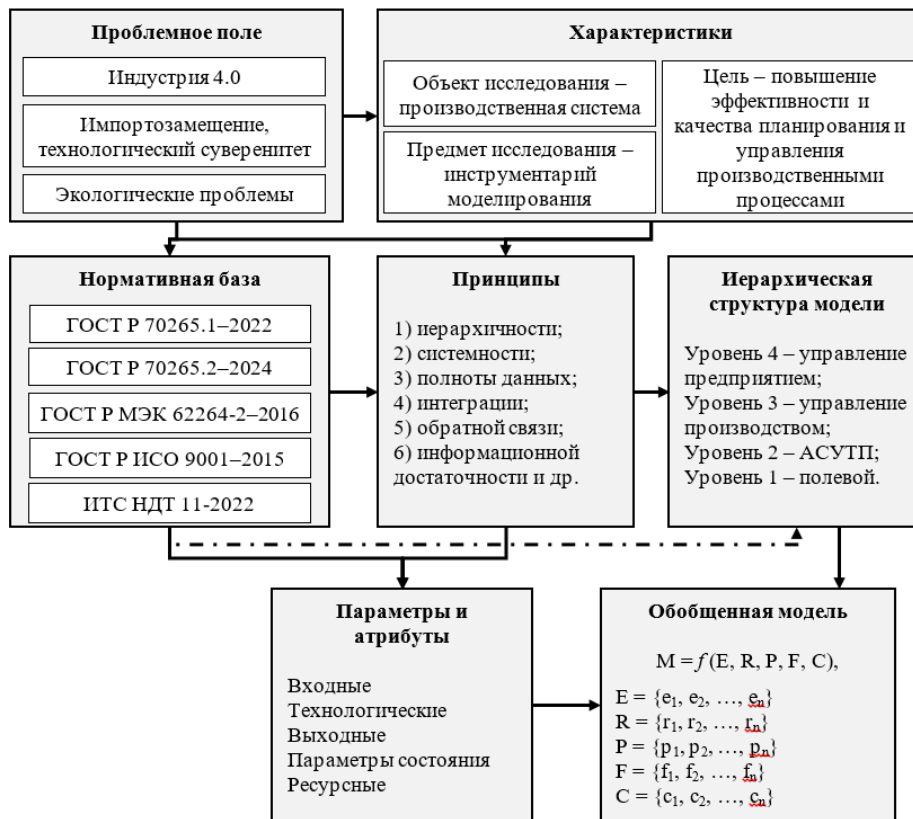 Проблемное поле
Индустрия 4.0
Импортозамещение,
технологический суверенитет
Экологические проблемы
Характеристики
Объект исследования –
производственная система
Предмет исследования –
инструментарий
моделирования
Цель – повышение
эффективности и
качества планирования и
управления
производственными
процессами
Нормативная база
ГОСТ Р 70265.1–2022
ГОСТ Р 70265.2–2024
ГОСТ Р МЭК 62264-2–2016
ГОСТ Р ИСО 9001–2015
ИТС НДТ 11-2022
Принципы
1) иерархичности;
2) системности;
3) полноты данных;
4) интеграции;
5) обратной связи;
6) информационной
достаточности и др.
Иерархическая
структура модели
Уровень 4 – управление
предприятием;
Уровень 3 – управление
производством;
Уровень 2 – АСУТП;
Уровень 1 – полевой.
Параметры и
атрибуты
Входные
Технологические
Выходные
Параметры состояния
Ресурсные
Обобщенная модель
M = f (E, R, P, F, C),
E = {e₁, e₂, …, eₙ}
R = {r₁, r₂, …, rₙ}
P = {p₁, p₂, …, pₙ}
F = {f₁, f₂, …, fₙ}
C = {c₁, c₂, …, cₙ}